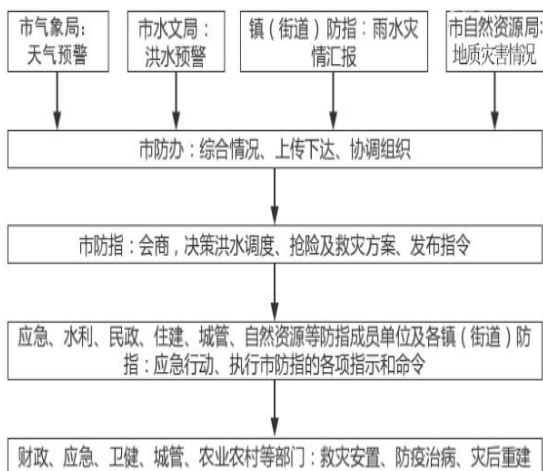 市气象局：
天气预警
市水文局：
洪水预警
镇（街道）防指：雨水灾
情汇报
市自然资源局：
地质灾害情况
市防办：综合情况、上传下达、协调组织
市防指：会商，决策洪水调度、抢险及救灾方案、发布指令
应急、水利、民政、住建、城管、自然资源等防指成员单位及各镇（街道）防
指：应急行动、执行市防指的各项指示和命令
财政、应急、卫健、城管、农业农村等部门：救灾安置、防疫治病、灾后重建